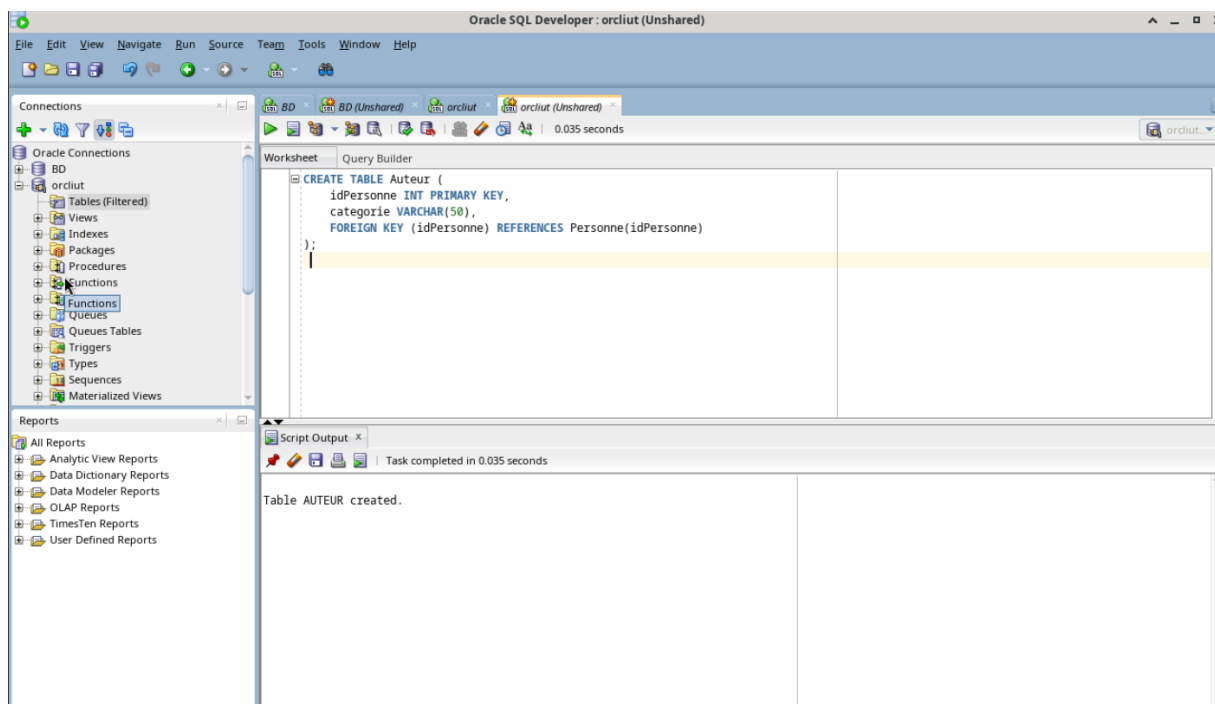 Oracle SQL Developer : orcliut (Unshared)
File Edit View Navigate Run Source Team Tools Window Help
Connections
BD
BD (Unshared)
orcliut
orcliut (Unshared)
0.035 seconds
orcliut..
Oracle Connections
BD
orcliut
Tables (Filtered)
Views
Indexes
Packages
Procedures
Functions
Functions
Queues
Queues Tables
Triggers
Types
Sequences
Materialized Views
Worksheet Query Builder
CREATE TABLE Auteur (
idPersonne INT PRIMARY KEY,
categorie VARCHAR(50),
FOREIGN KEY (idPersonne) REFERENCES Personne(idPersonne)
);
Reports
All Reports
Analytic View Reports
Data Dictionary Reports
Data Modeler Reports
OLAP Reports
TimesTen Reports
User Defined Reports
Script Output
Task completed in 0.035 seconds
Table AUTEUR created.